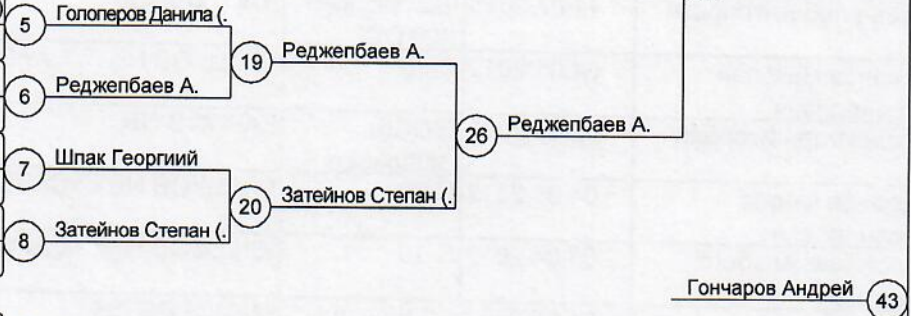 5 Голоперов Данила (.
19 Реджепбаев А.
6 Реджепбаев А.
26 Реджепбаев А.
7 Шпак Георгиий
20 Затейнов Степан (.
8 Затейнов Степан (.
Гончаров Андрей 43